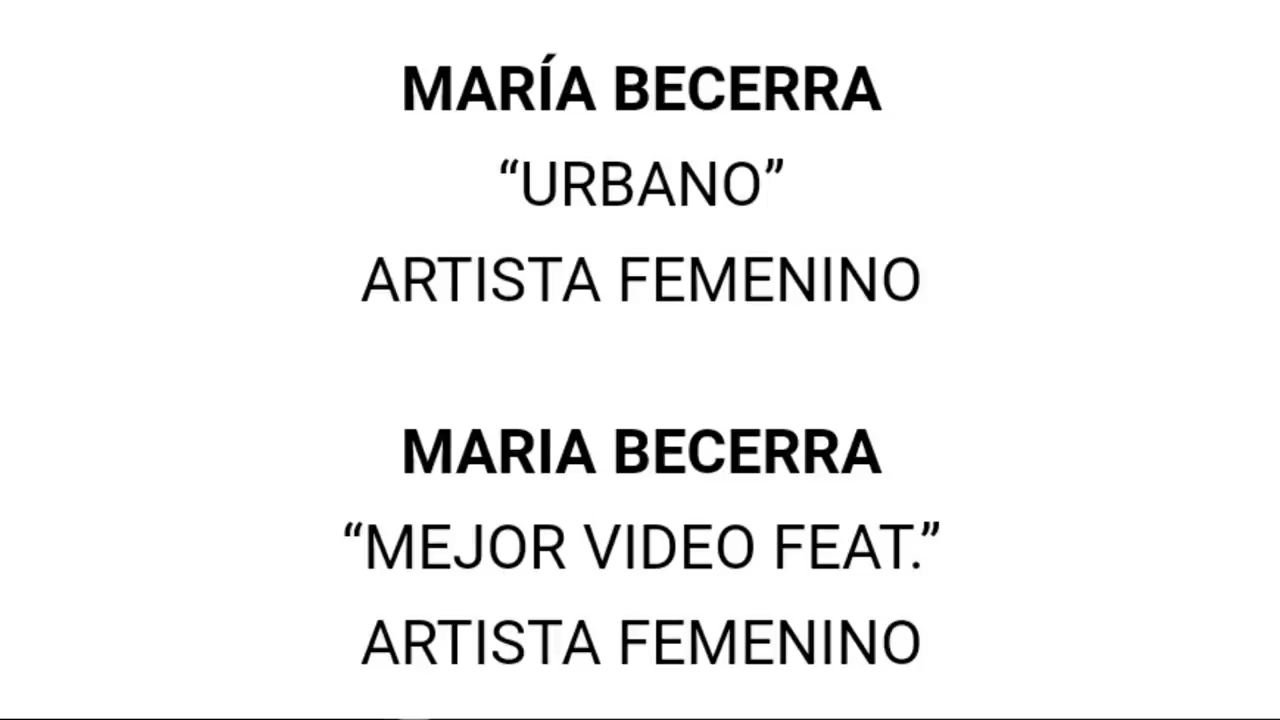 MARÍA BECERRA
“URBANO”
ARTISTA FEMENINO
MARIA BECERRA
“MEJOR VIDEO FEAT.”
ARTISTA FEMENINO